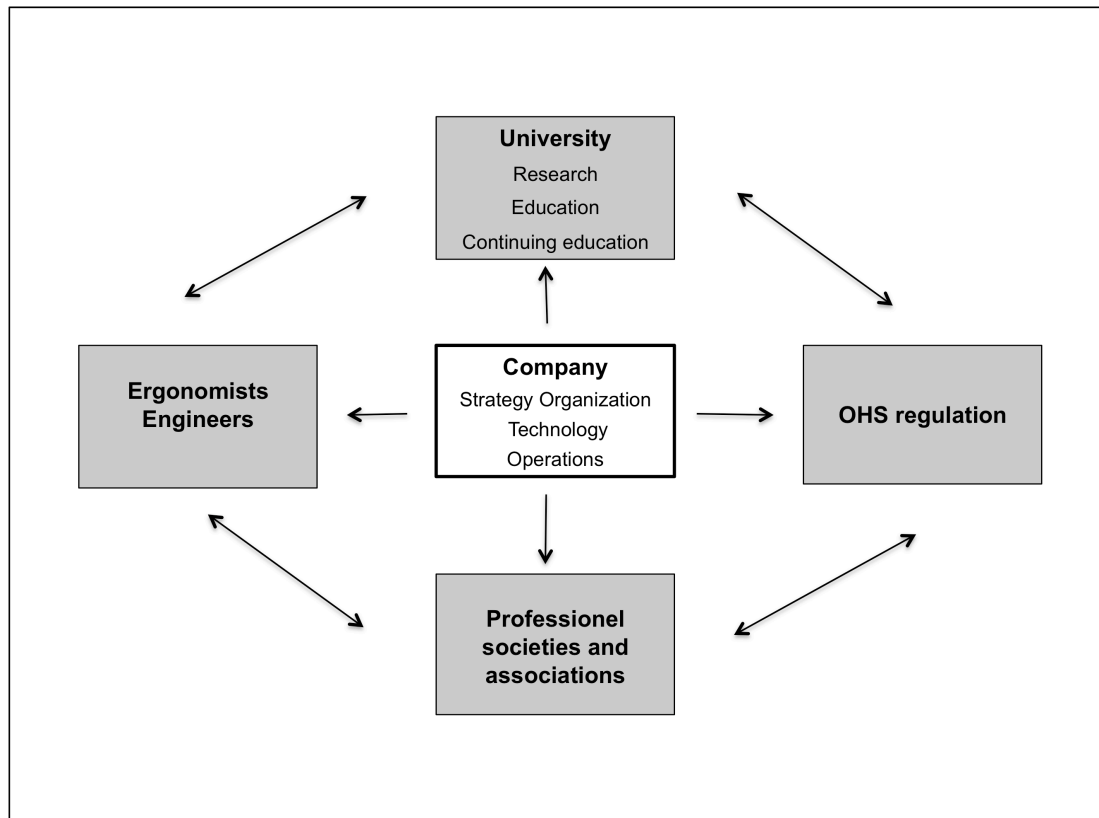 University
Research
Education
Continuing education
Ergonomists
Engineers
Company
Strategy Organization
Technology
Operations
OHS regulation
Professionel
societies and
associations